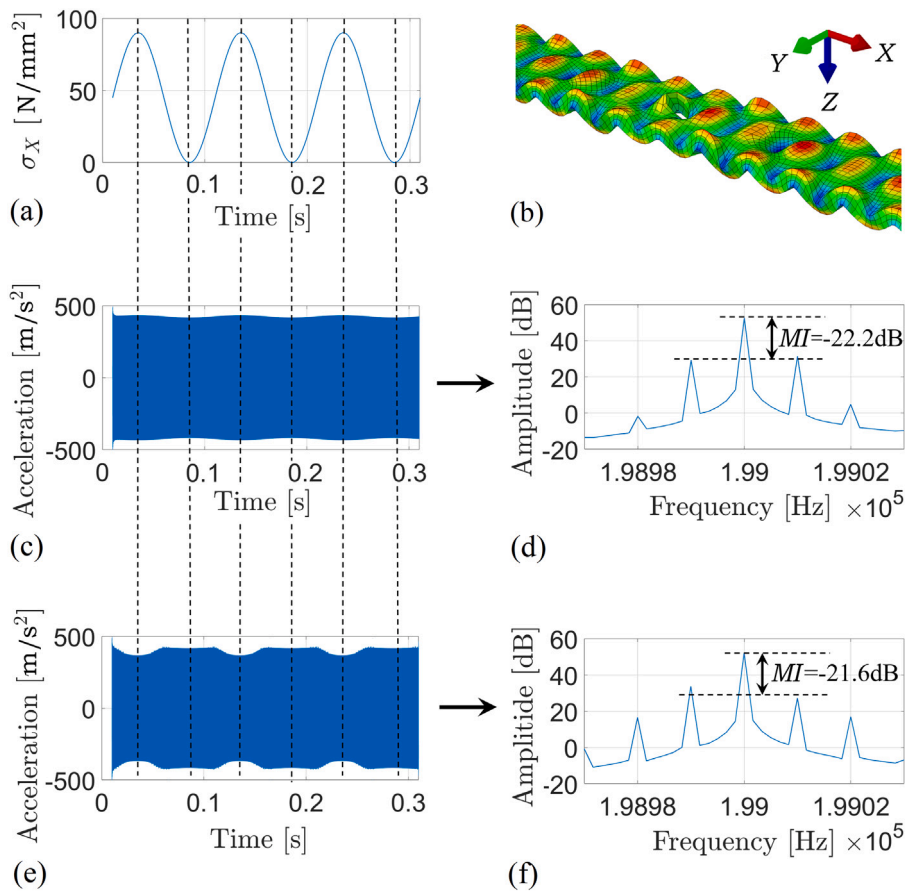 100
50
0
σX [N/mm²]
0
0.1
0.2
0.3
Time [s]
(a)
X
Y
Z
(b)
500
0
-500
Acceleration [m/s²]
0
0.1
0.2
0.3
Time [s]
(c)
60
40
20
0
-20
Amplitude [dB]
MI=-22.2dB
1.9898
1.99
1.9902
Frequency [Hz] ×10⁵
(d)
500
0
-500
Acceleration [m/s²]
0
0.1
0.2
0.3
Time [s]
(e)
60
40
20
0
-20
Amplitide [dB]
MI=-21.6dB
1.9898
1.99
1.9902
Frequency [Hz] ×10⁵
(f)